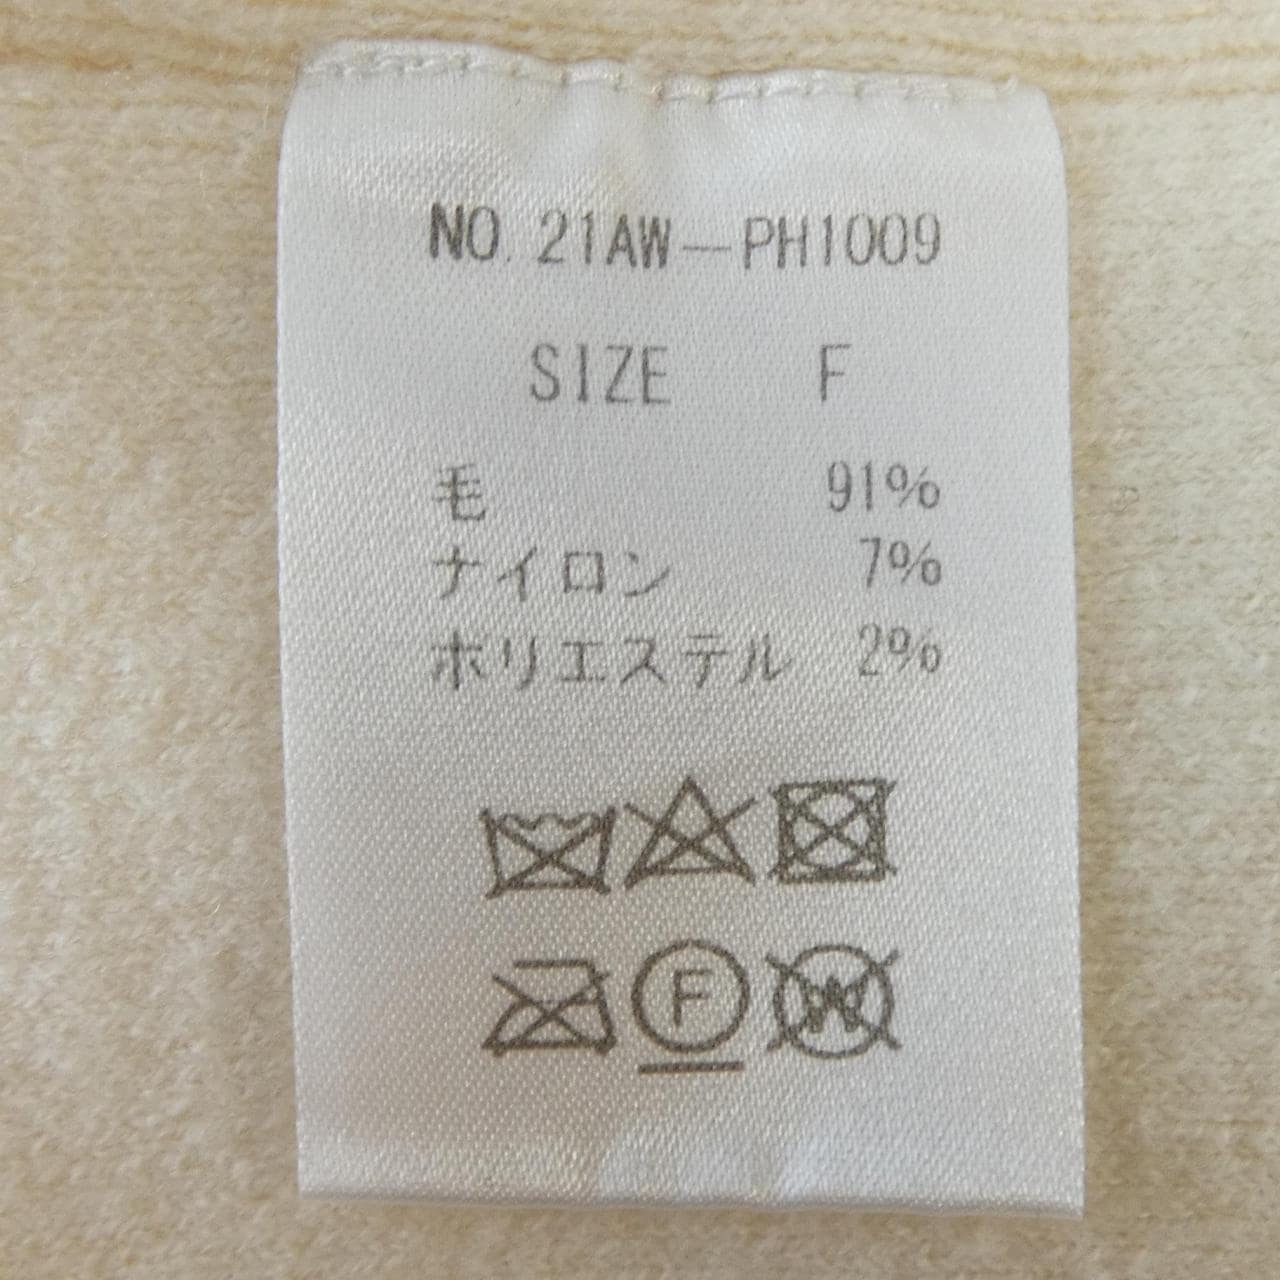 NO. 21AW-PH1009
SIZE F
毛 91%
ナイロン 7%
ポリエステル 2%
F
W